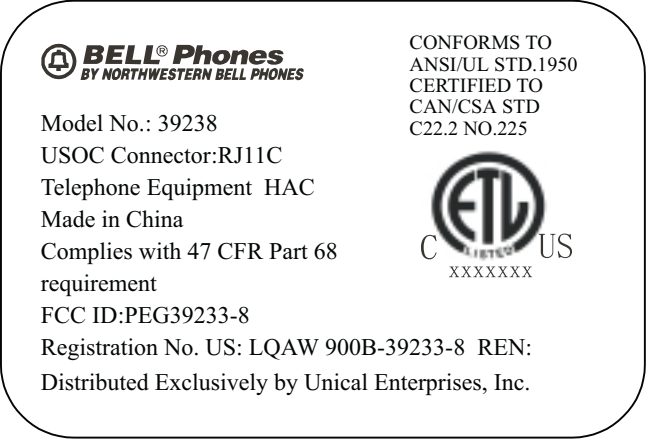 BELL® Phones
BY NORTHWESTERN BELL PHONES
CONFORMS TO
ANSI/UL STD.1950
CERTIFIED TO
CAN/CSA STD
C22.2 NO.225
Model No.: 39238
USOC Connector:RJ11C
Telephone Equipment  HAC
Made in China
Complies with 47 CFR Part 68
requirement
FCC ID:PEG39233-8
Registration No. US: LQAW 900B-39233-8  REN:
Distributed Exclusively by Unical Enterprises, Inc.
ETL
LISTED
C US
XXXXXXX